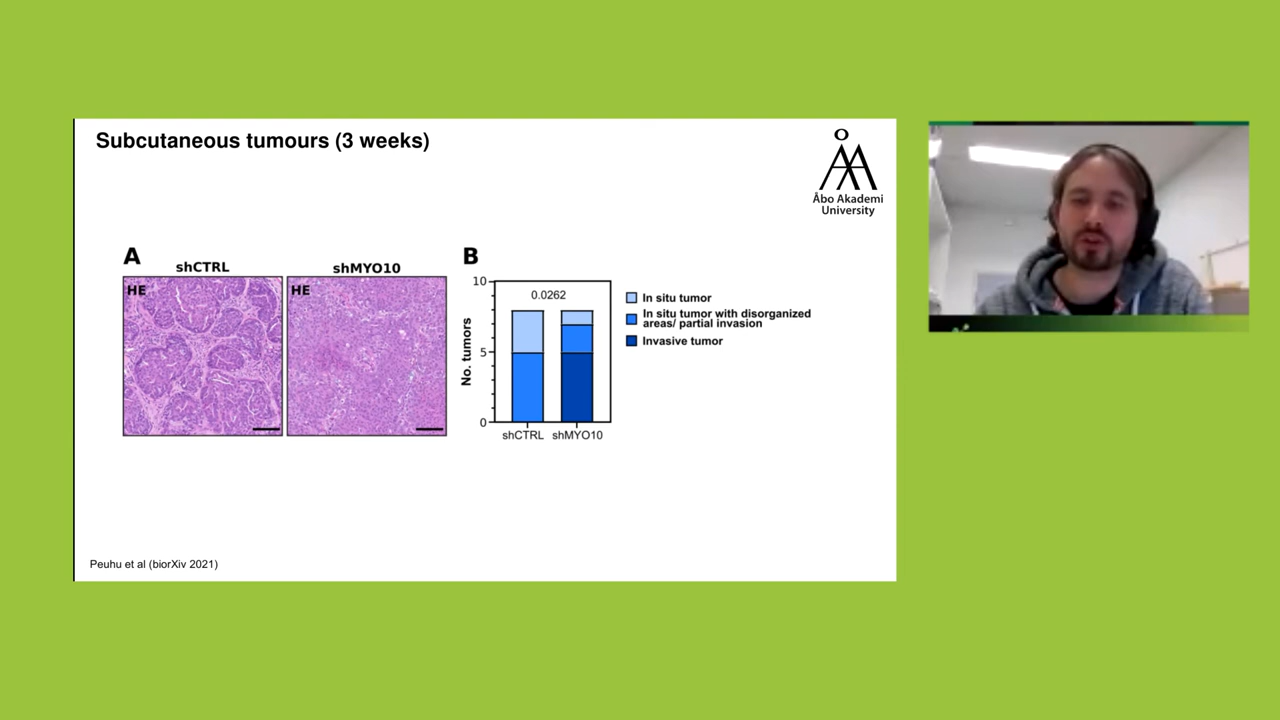 Subcutaneous tumours (3 weeks)
Åbo Akademi
University
A
shCTRL
shMYO10
HE
HE
B
10
5
0
No. tumors
0.0262
shCTRL
shMYO10
In situ tumor
In situ tumor with disorganized
areas/ partial invasion
Invasive tumor
Peuhu et al (biorXiv 2021)